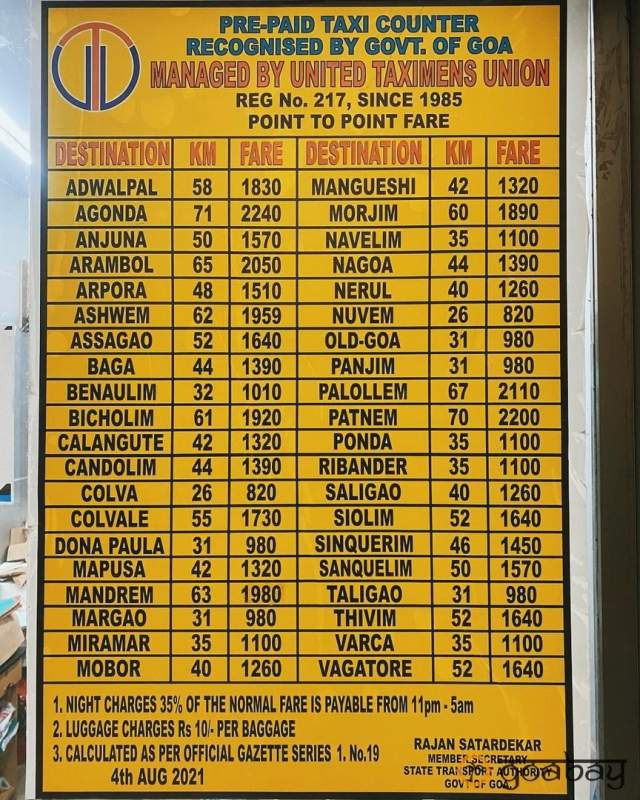 PRE-PAID TAXI COUNTER
RECOGNISED BY GOVT. OF GOA
MANAGED BY UNITED TAXIMENS UNION
REG No. 217, SINCE 1985
POINT TO POINT FARE
DESTINATION KM FARE DESTINATION KM FARE
ADWALPAL 58 1830 MANGUESHI 42 1320
AGONDA 71 2240 MORJIM 60 1890
ANJUNA 50 1570 NAVELIM 35 1100
ARAMBOL 65 2050 NAGOA 44 1390
ARPORA 48 1510 NERUL 40 1260
ASHWEM 62 1959 NUVEM 26 820
ASSAGAO 52 1640 OLD-GOA 31 980
BAGA 44 1390 PANJIM 31 980
BENAULIM 32 1010 PALOLLEM 67 2110
BICHOLIM 61 1920 PATNEM 70 2200
CALANGUTE 42 1320 PONDA 35 1100
CANDOLIM 44 1390 RIBANDER 35 1100
COLVA 26 820 SALIGAO 40 1260
COLVALE 55 1730 SIOLIM 52 1640
DONA PAULA 31 980 SINQUERIM 46 1450
MAPUSA 42 1320 SANQUELIM 50 1570
MANDREM 63 1980 TALIGAO 31 980
MARGAO 31 980 THIVIM 52 1640
MIRAMAR 35 1100 VARCA 35 1100
MOBOR 40 1260 VAGATORE 52 1640
1. NIGHT CHARGES 35% OF THE NORMAL FARE IS PAYABLE FROM 11pm - 5am
2. LUGGAGE CHARGES Rs 10/- PER BAGGAGE
3. CALCULATED AS PER OFFICIAL GAZETTE SERIES 1. No.19
4th AUG 2021
RAJAN SATARDEKAR
MEMBER SECRETARY
STATE TRANSPORT AUTHORITY
GOVT OF GOA
goabay